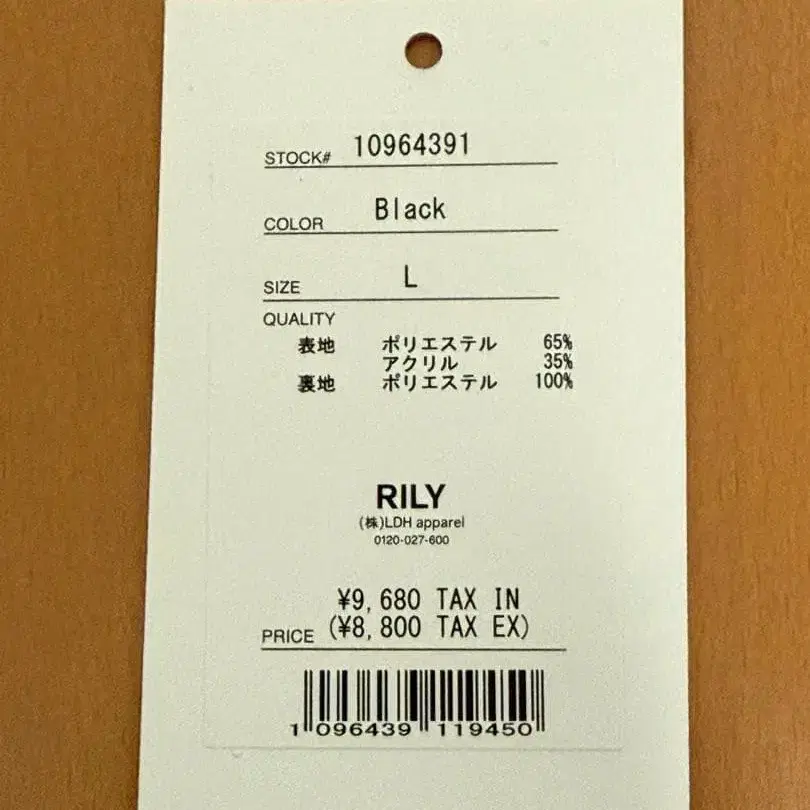 STOCK# 10964391
COLOR Black
SIZE L
QUALITY
表地 ポリエステル 65%
アクリル 35%
裏地 ポリエステル 100%
RILY
(株)LDH apparel
0120-027-600
¥9,680 TAX IN
PRICE (¥8,800 TAX EX)
1 096439 119450